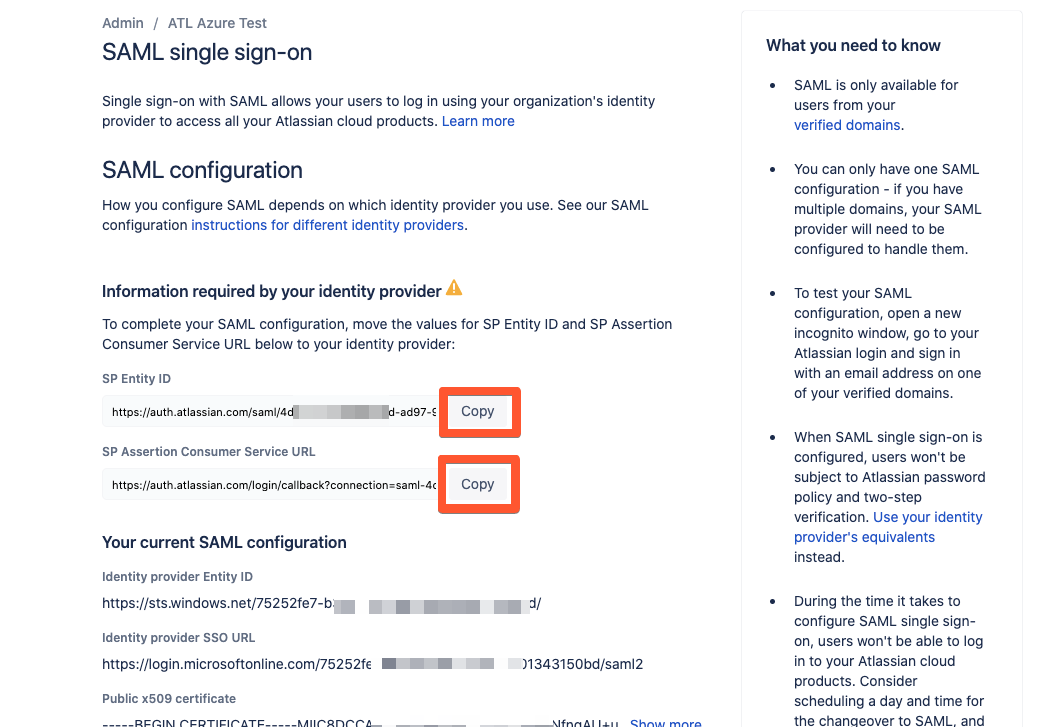 Admin / ATL Azure Test
SAML single sign-on
Single sign-on with SAML allows your users to log in using your organization's identity
provider to access all your Atlassian cloud products. Learn more
SAML configuration
How you configure SAML depends on which identity provider you use. See our SAML
configuration instructions for different identity providers.
Information required by your identity provider
To complete your SAML configuration, move the values for SP Entity ID and SP Assertion
Consumer Service URL below to your identity provider:
SP Entity ID
https://auth.atlassian.com/saml/4d d-ad97-9 Copy
SP Assertion Consumer Service URL
https://auth.atlassian.com/login/callback?connection=saml-4d Copy
Your current SAML configuration
Identity provider Entity ID
https://sts.windows.net/75252fe7-b d/
Identity provider SSO URL
https://login.microsoftonline.com/75252fe 01343150bd/saml2
Public x509 certificate
-----BEGIN CERTIFICATE-----MIIC8DCCA Show more
What you need to know
SAML is only available for
users from your
verified domains.
You can only have one SAML
configuration - if you have
multiple domains, your SAML
provider will need to be
configured to handle them.
To test your SAML
configuration, open a new
incognito window, go to your
Atlassian login and sign in
with an email address on one
of your verified domains.
When SAML single sign-on is
configured, users won't be
subject to Atlassian password
policy and two-step
verification. Use your identity
provider's equivalents
instead.
During the time it takes to
configure SAML single sign-
on, users won't be able to log
in to your Atlassian cloud
products. Consider
scheduling a day and time for
the changeover to SAML, and